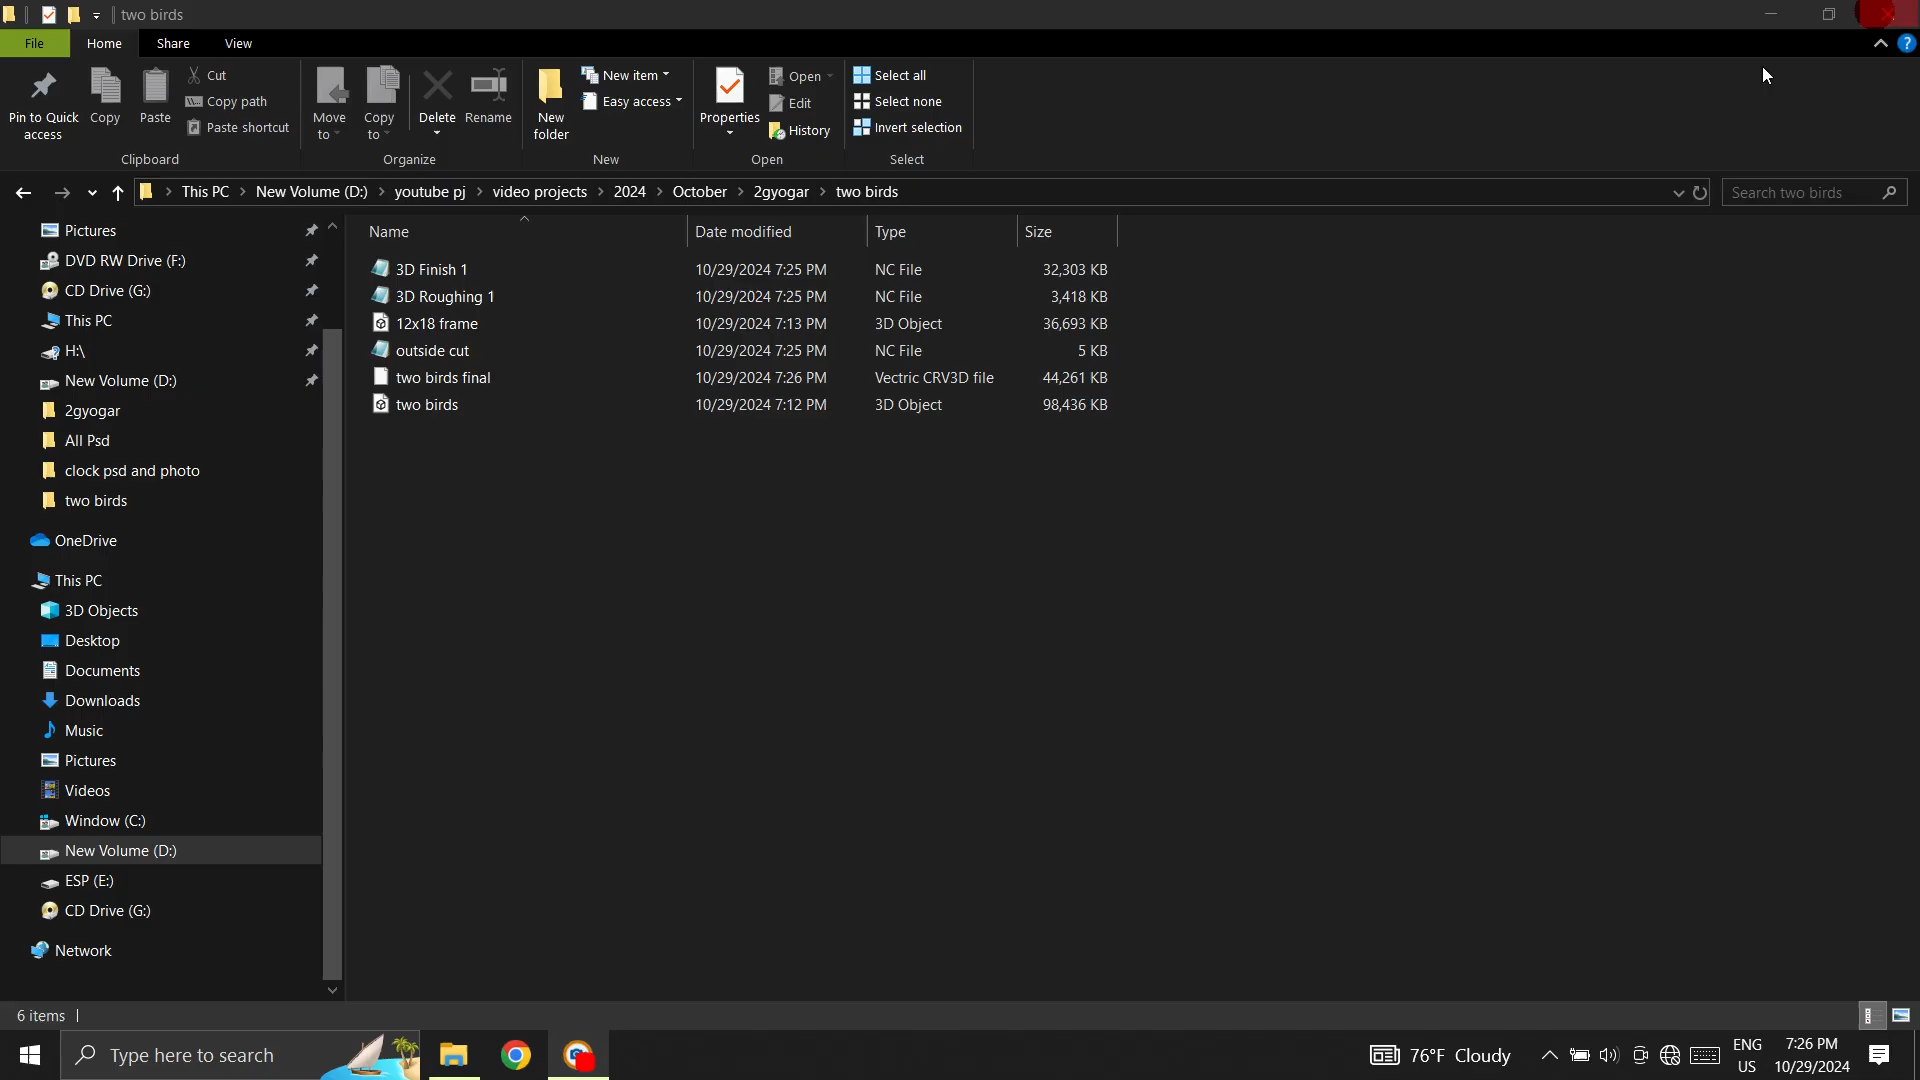 two birds
File Home Share View
Pin to Quick access
Copy
Paste
Cut
Copy path
Paste shortcut
Clipboard
Move to
Copy to
Delete
Rename
Organize
New folder
New item
Easy access
New
Properties
Open
Edit
History
Open
Select all
Select none
Invert selection
Select
This PC New Volume (D:) youtube pj video projects 2024 October 2gyogar two birds
Search two birds
Pictures
DVD RW Drive (F:)
CD Drive (G:)
This PC
H:\
New Volume (D:)
2gyogar
All Psd
clock psd and photo
two birds
OneDrive
This PC
3D Objects
Desktop
Documents
Downloads
Music
Pictures
Videos
Window (C:)
New Volume (D:)
ESP (E:)
CD Drive (G:)
Network
Name Date modified Type Size
3D Finish 1 10/29/2024 7:25 PM NC File 32,303 KB
3D Roughing 1 10/29/2024 7:25 PM NC File 3,418 KB
12x18 frame 10/29/2024 7:13 PM 3D Object 36,693 KB
outside cut 10/29/2024 7:25 PM NC File 5 KB
two birds final 10/29/2024 7:26 PM Vectric CRV3D file 44,261 KB
two birds 10/29/2024 7:12 PM 3D Object 98,436 KB
6 items
Type here to search
76°F Cloudy
ENG
US
7:26 PM
10/29/2024